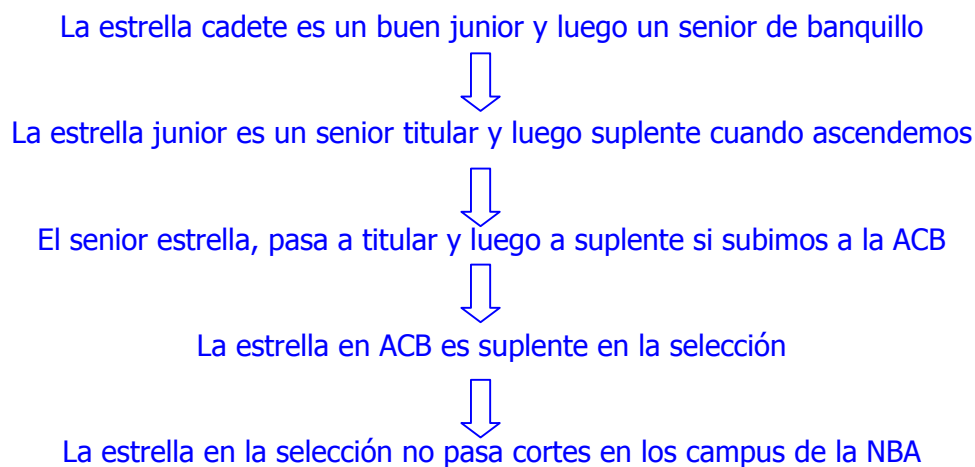 La estrella cadete es un buen junior y luego un senior de banquillo
La estrella junior es un senior titular y luego suplente cuando ascendemos
El senior estrella, pasa a titular y luego a suplente si subimos a la ACB
La estrella en ACB es suplente en la selección
La estrella en la selección no pasa cortes en los campus de la NBA